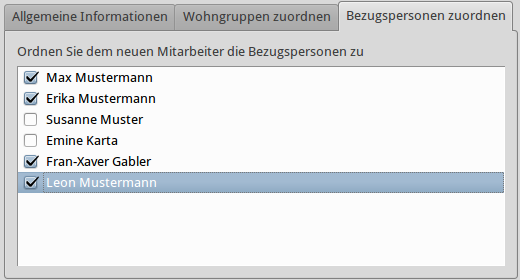 Allgemeine Informationen
Wohngruppen zuordnen
Bezugspersonen zuordnen
Ordnen Sie dem neuen Mitarbeiter die Bezugspersonen zu
Max Mustermann
Erika Mustermann
Susanne Muster
Emine Karta
Fran-Xaver Gabler
Leon Mustermann